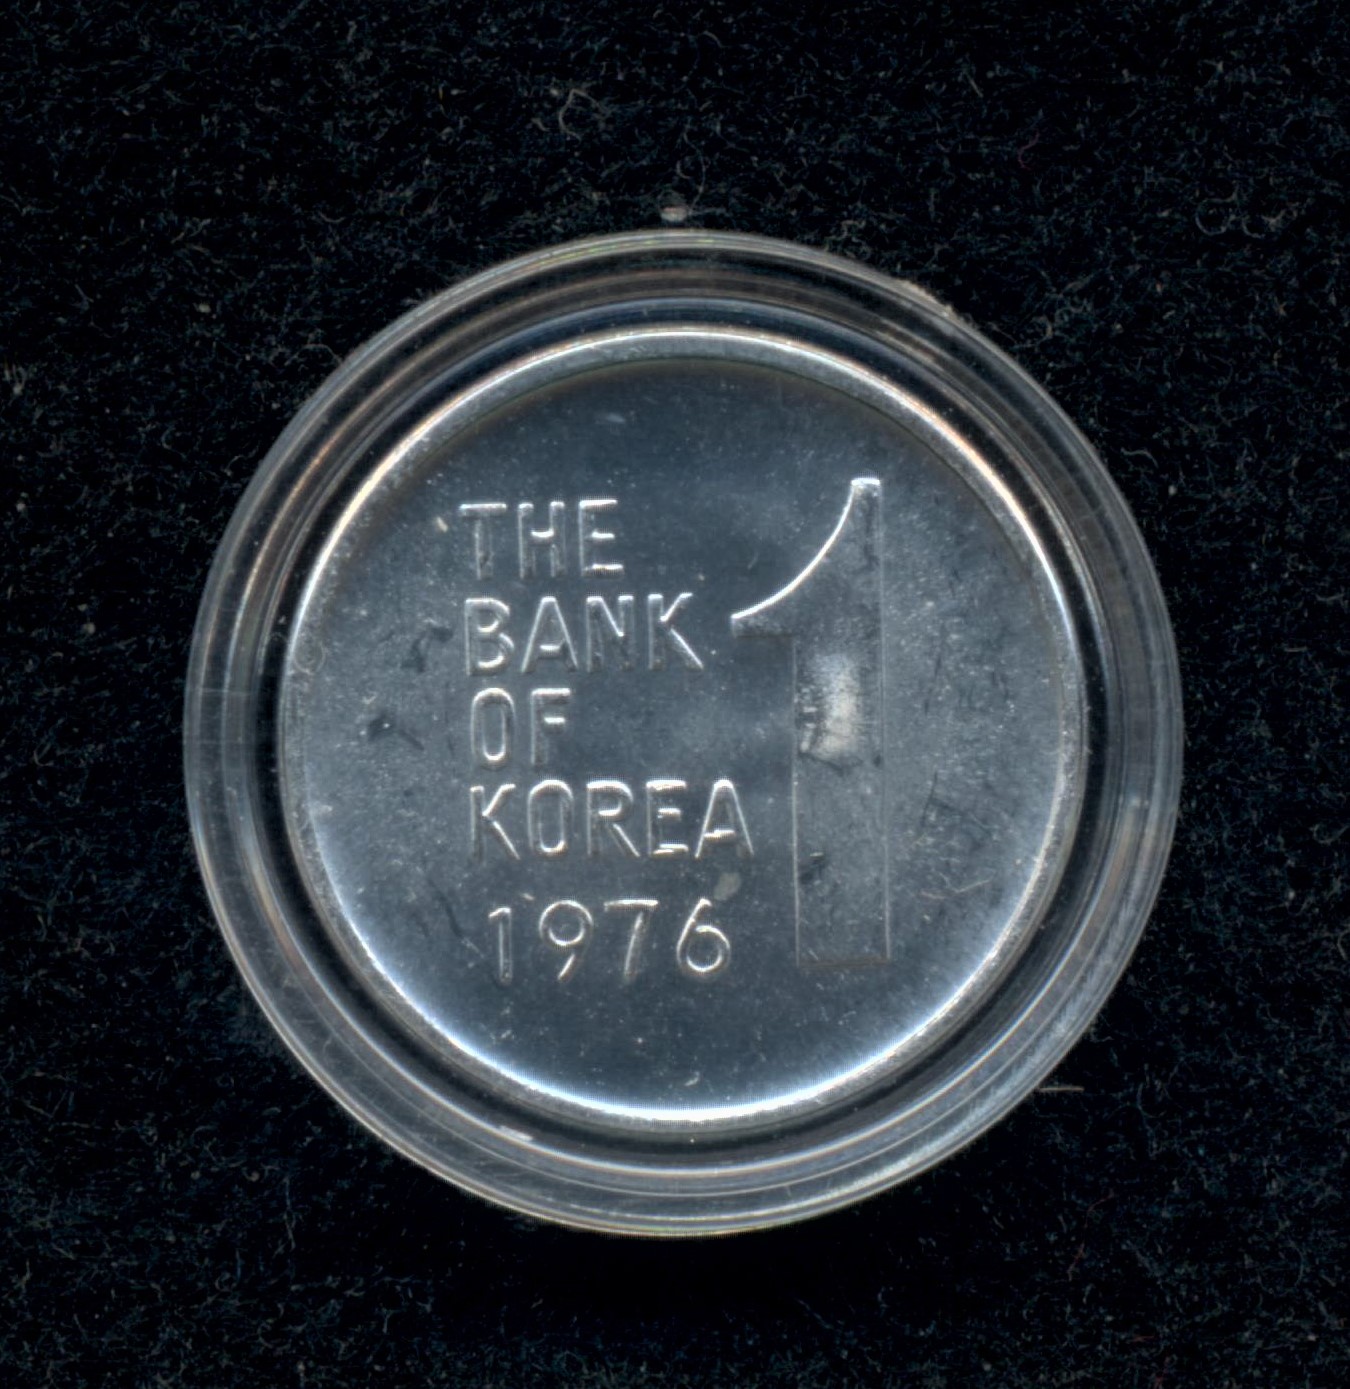 THE
BANK
OF
KOREA
1976
1